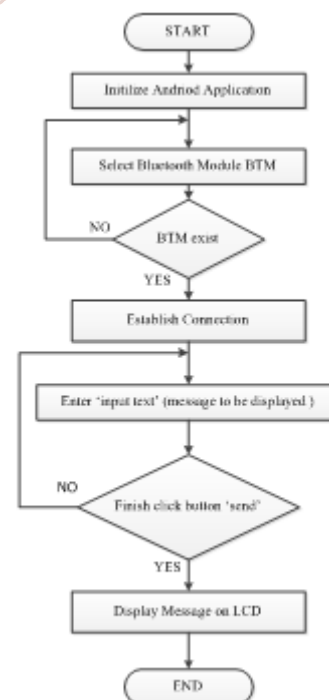 START
Initilize Andriod Application
Select Bluetooth Module BTM
NO
BTM exist
YES
Establish Connection
Enter 'input text' (message to be displayed )
NO
Finish click button 'send'
YES
Display Message on LCD
END